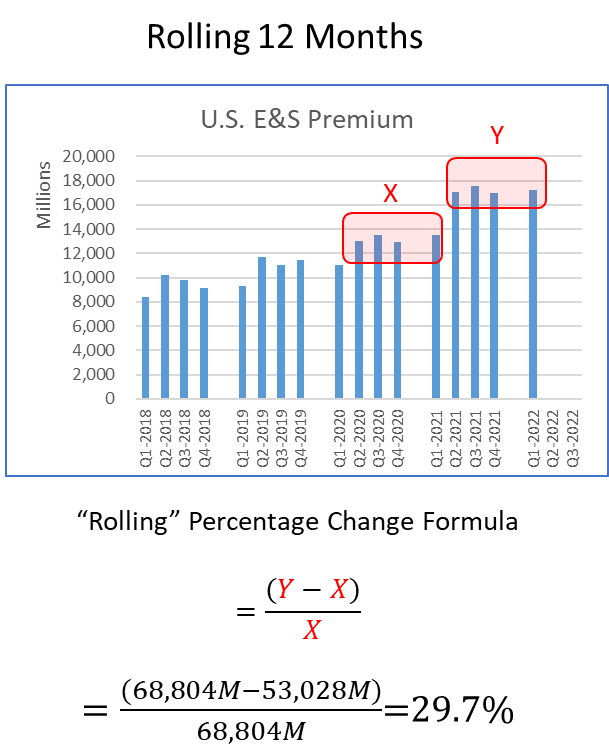 Rolling 12 Months
U.S. E&S Premium
Millions
20,000
18,000
16,000
14,000
12,000
10,000
8,000
6,000
4,000
2,000
0
X
Y
Q1-2018
Q2-2018
Q3-2018
Q4-2018
Q1-2019
Q2-2019
Q3-2019
Q4-2019
Q1-2020
Q2-2020
Q3-2020
Q4-2020
Q1-2021
Q2-2021
Q3-2021
Q4-2021
Q1-2022
Q2-2022
Q3-2022
“Rolling” Percentage Change Formula
= (Y − X)
X
= (68,804M−53,028M) =29.7%
68,804M